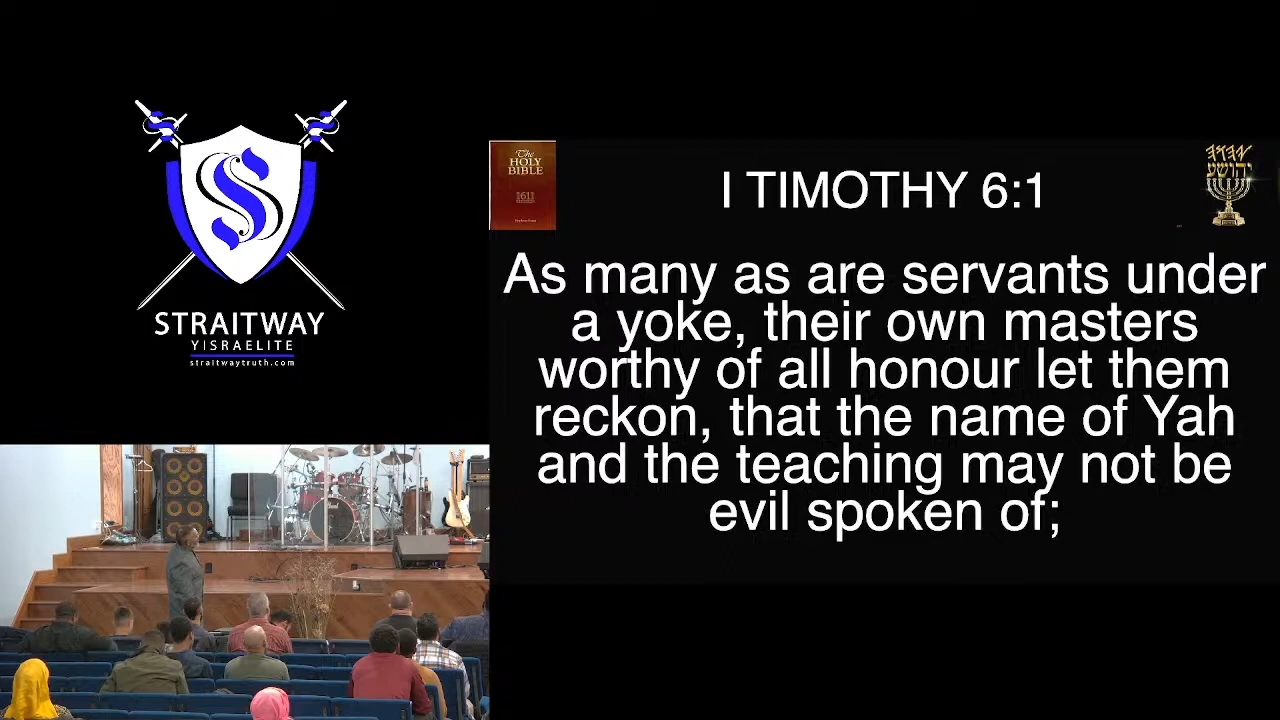 S
STRAITWAY
YISRAELITE
straitwaytruth.com
The
HOLY
BIBLE
1611
יהושע
I TIMOTHY 6:1
As many as are servants under
a yoke, their own masters
worthy of all honour let them
reckon, that the name of Yah
and the teaching may not be
evil spoken of;